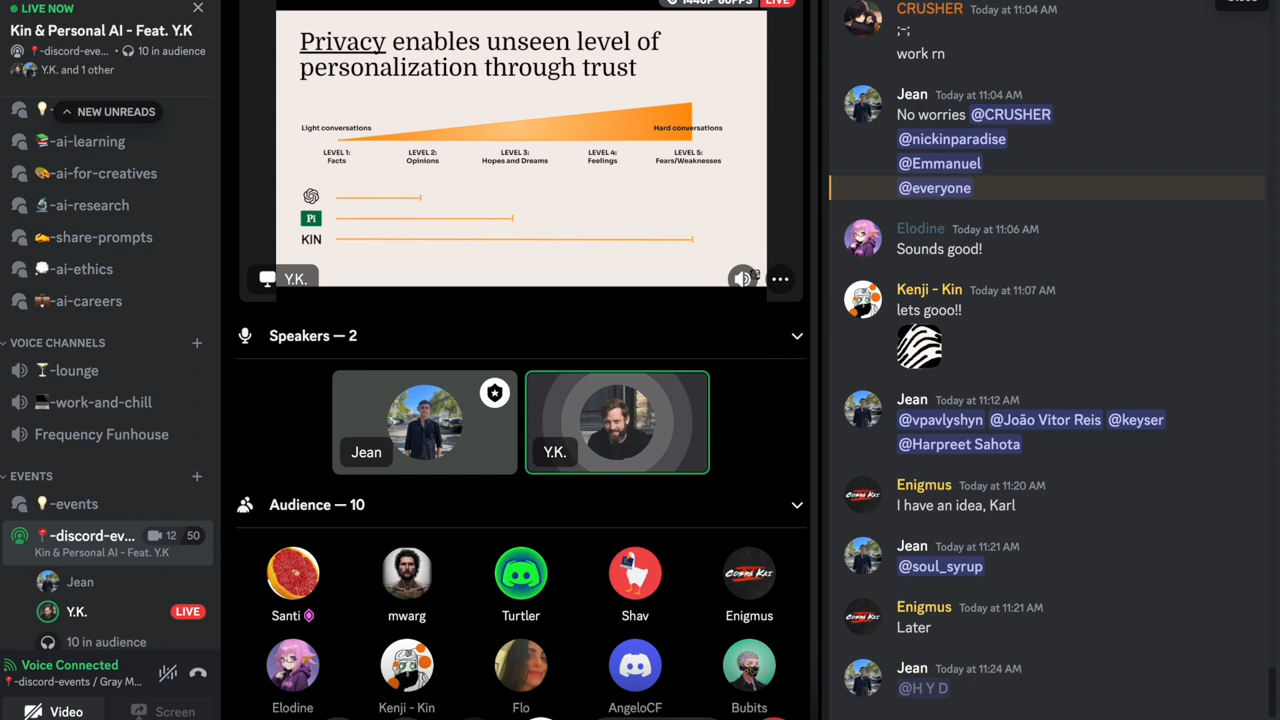 LIVE NOW
Kin & Personal AI - Feat. Y.K
-discord-eve...
10 in audience
Y.K. and 1 other
NEW UNREADS
-ai-learning
-ai-for-creatives
-ai-research
-share-prompts
-ai-ethics
-ai-careers
VOICE CHANNELS
-lounge
-work-and-chill
Frequency Funhouse
EVENTS
-events
-discord-ev...
12
50
Kin & Personal AI - Feat. Y.K
Jean
Y.K.
LIVE
10 in audience
Voice Connected
-discord-events / Gray M...
Video
Screen
1440P 60FPS
LIVE
Privacy enables unseen level of
personalization through trust
Light conversations
Hard conversations
LEVEL 1:
Facts
LEVEL 2:
Opinions
LEVEL 3:
Hopes and Dreams
LEVEL 4:
Feelings
LEVEL 5:
Fears/Weaknesses
Pi
KIN
Y.K.
Speakers — 2
Jean
Y.K.
Audience — 10
COBRA KAI
Santi
mwarg
Turtler
Shav
Enigmus
Elodine
Kenji - Kin
Flo
AngeloCF
Bubits
CRUSHER Today at 11:04 AM
;-;
work rn
Jean Today at 11:04 AM
No worries @CRUSHER
@nickinparadise
@Emmanuel
@everyone
Elodine Today at 11:06 AM
Sounds good!
Kenji - Kin Today at 11:07 AM
lets gooo!!
Jean Today at 11:12 AM
@vpavlyshyn @João Vitor Reis @keyser
@Harpreet Sahota
Enigmus Today at 11:20 AM
I have an idea, Karl
Jean Today at 11:21 AM
@soul_syrup
Enigmus Today at 11:21 AM
Later
Jean Today at 11:24 AM
@H Y D